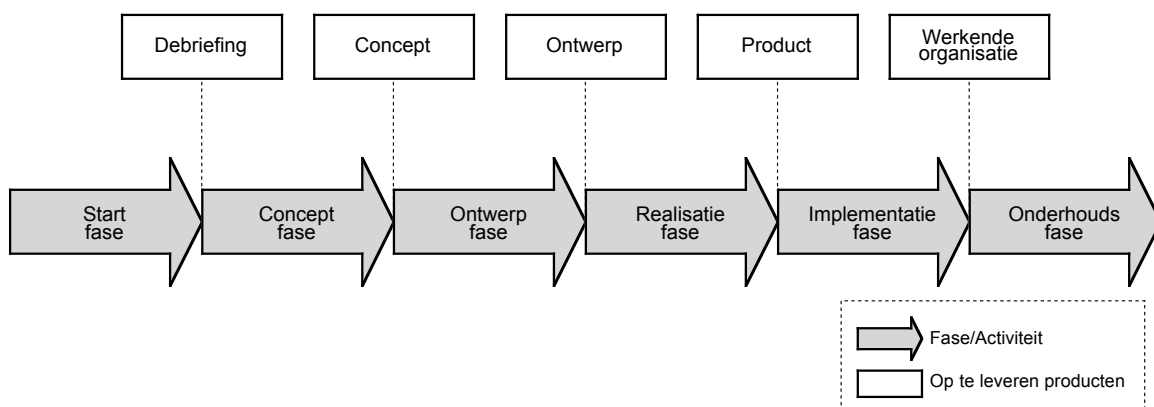 Debriefing
Concept
Ontwerp
Product
Werkende
organisatie
Start
fase
Concept
fase
Ontwerp
fase
Realisatie
fase
Implementatie
fase
Onderhouds
fase
Fase/Activiteit
Op te leveren producten